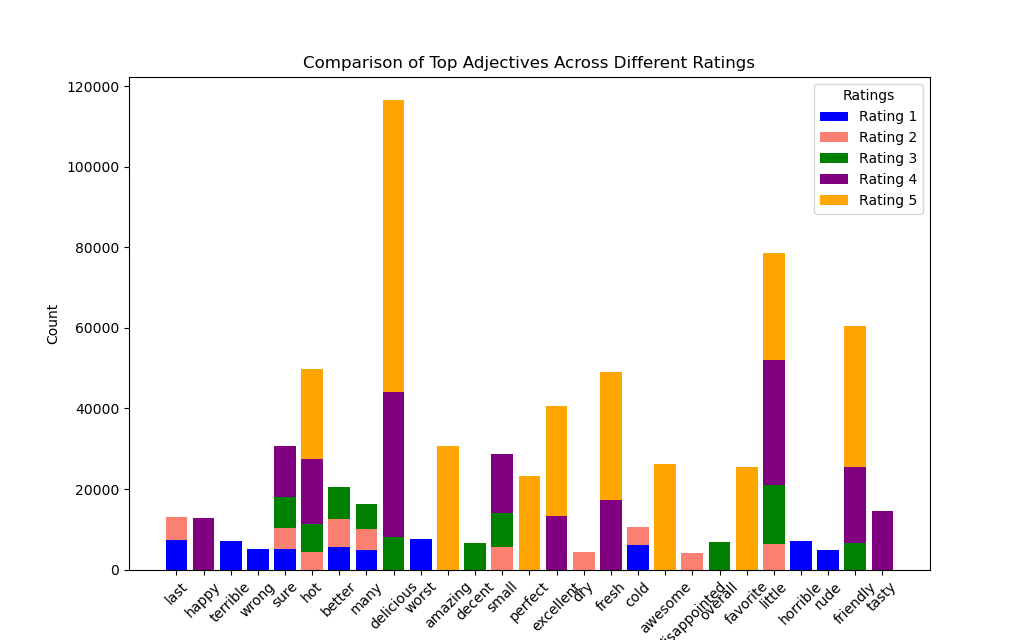 Comparison of Top Adjectives Across Different Ratings
120000
100000
80000
60000
40000
20000
0
Count
Ratings
Rating 1
Rating 2
Rating 3
Rating 4
Rating 5
last
happy
terrible
wrong
sure
hot
better
many
delicious
worst
amazing
decent
small
perfect
excellent
dry
fresh
cold
awesome
disappointed
overall
favorite
little
horrible
rude
friendly
tasty